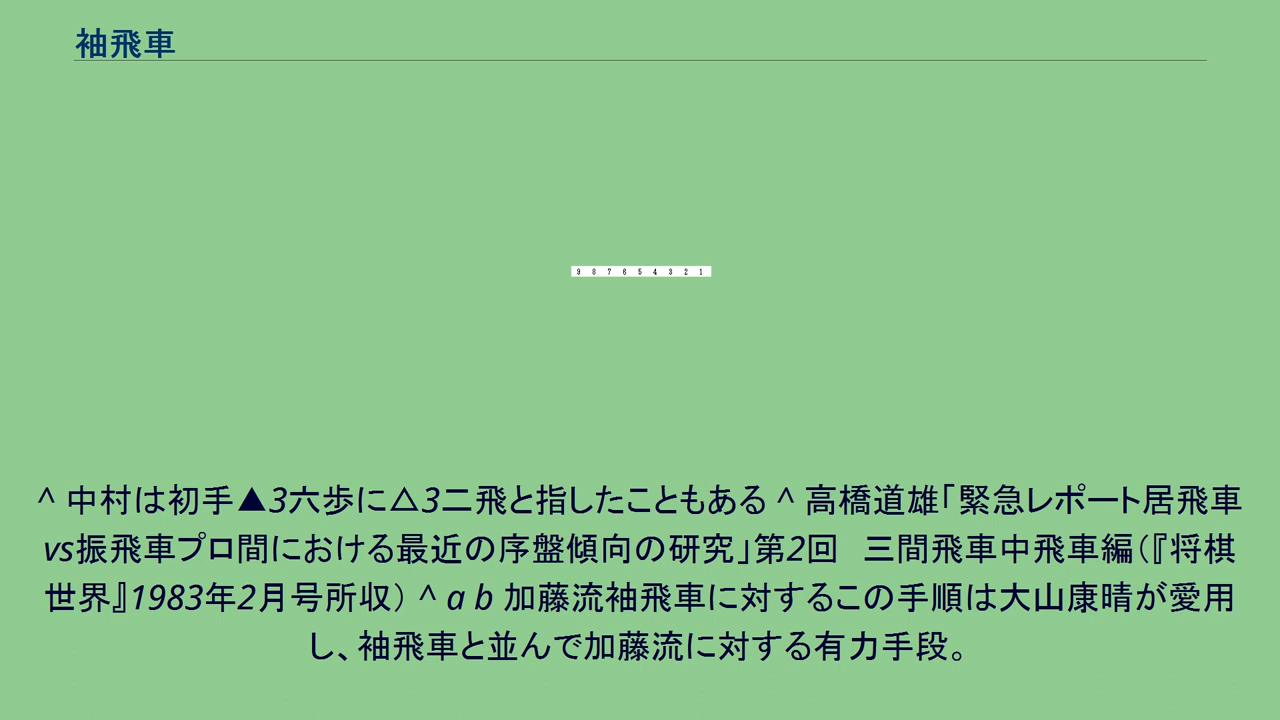 袖飛車
9 8 7 6 5 4 3 2 1
^ 中村は初手▲3六歩に△3二飛と指したこともある ^ 高橋道雄「緊急レポート居飛車
vs振飛車プロ間における最近の序盤傾向の研究」第2回　三間飛車中飛車編（『将棋
世界』1983年2月号所収） ^ a b 加藤流袖飛車に対するこの手順は大山康晴が愛用
し、袖飛車と並んで加藤流に対する有力手段。